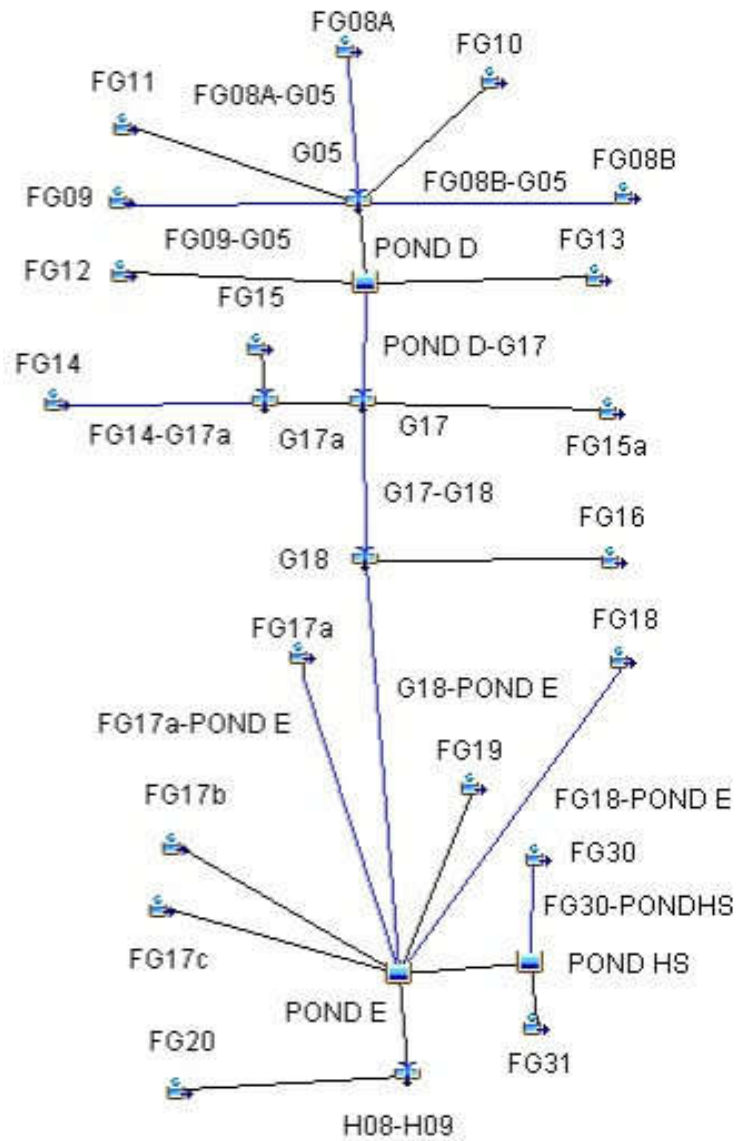 FG08A
FG10
FG11
FG08A-G05
G05
FG08B
FG09
FG08B-G05
FG09-G05
POND D
FG13
FG12
FG15
POND D-G17
FG14
FG14-G17a
G17a
G17
FG15a
G17-G18
FG16
G18
FG17a
FG18
G18-POND E
FG17a-POND E
FG19
FG17b
FG18-POND E
FG30
FG30-PONDHS
FG17c
POND HS
POND E
FG20
FG31
H08-H09